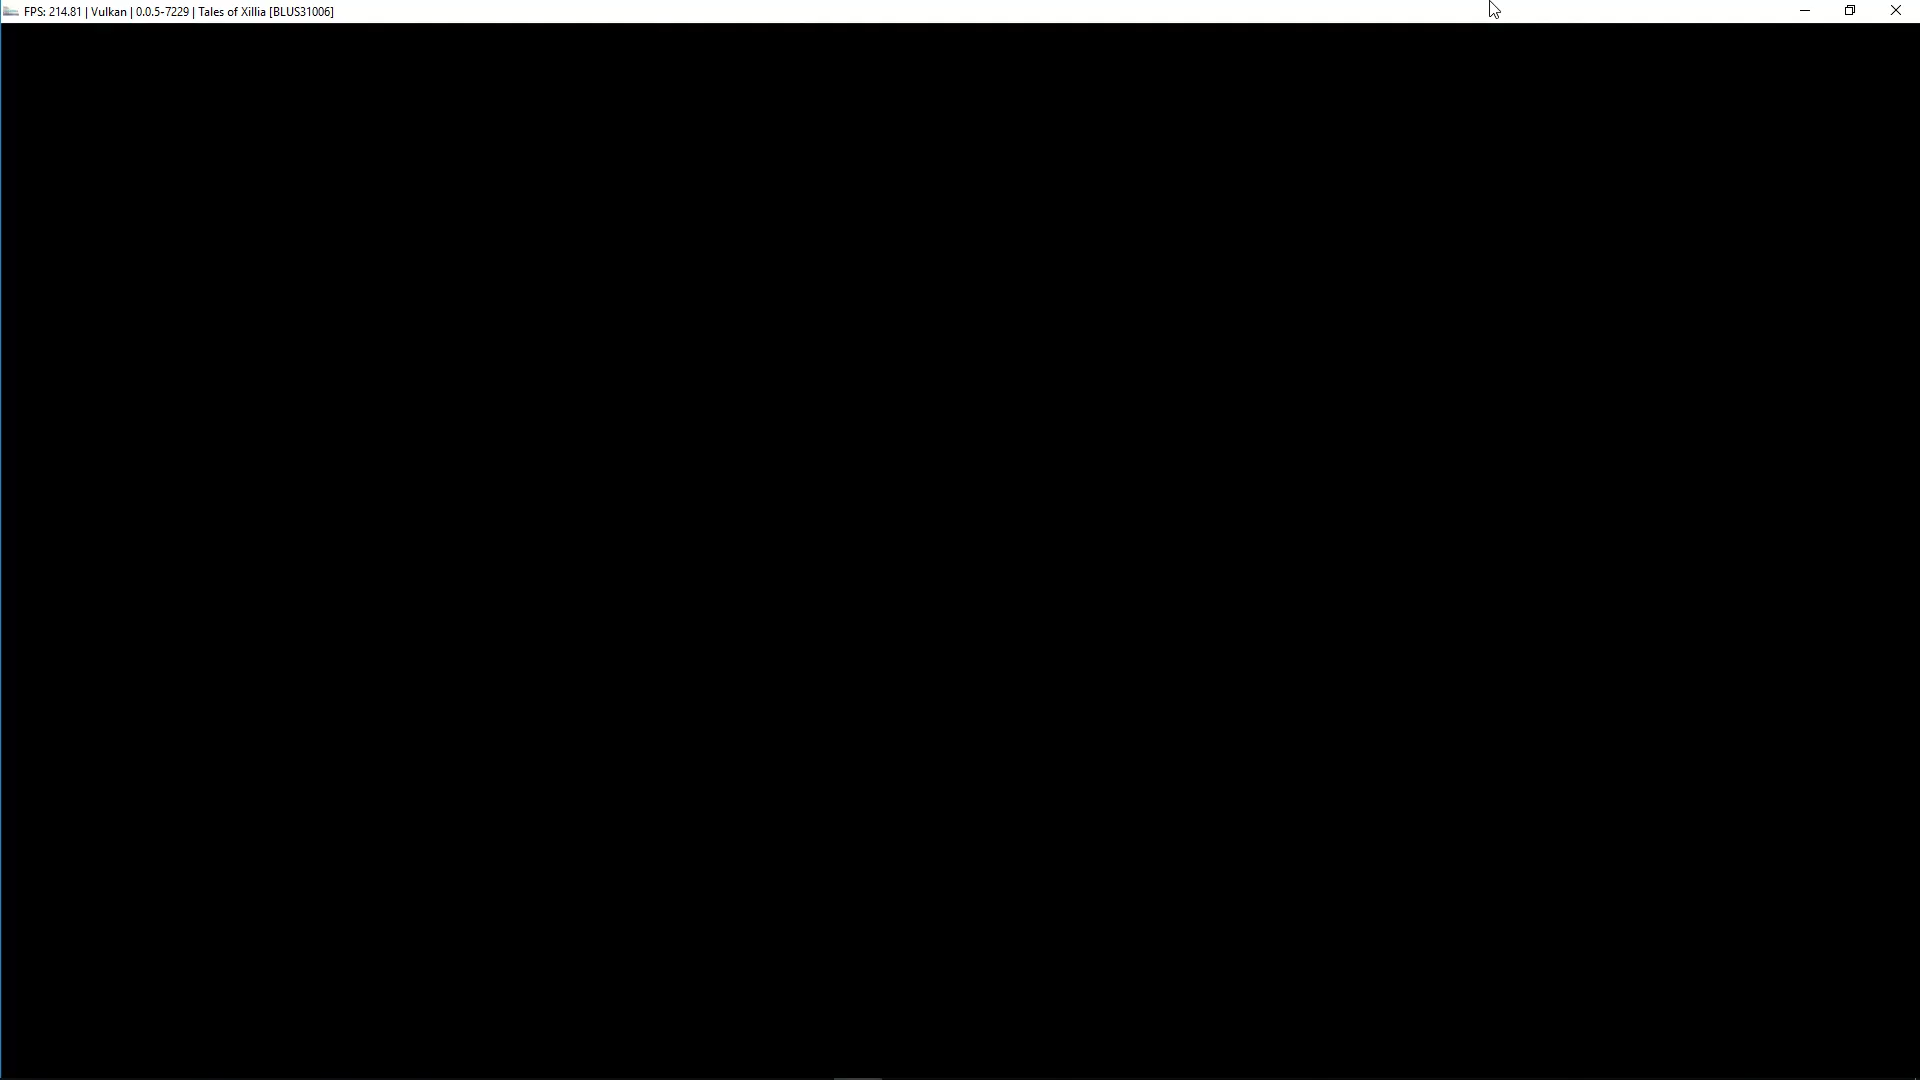 FPS: 214.81 | Vulkan | 0.0.5-7229 | Tales of Xillia [BLUS31006]